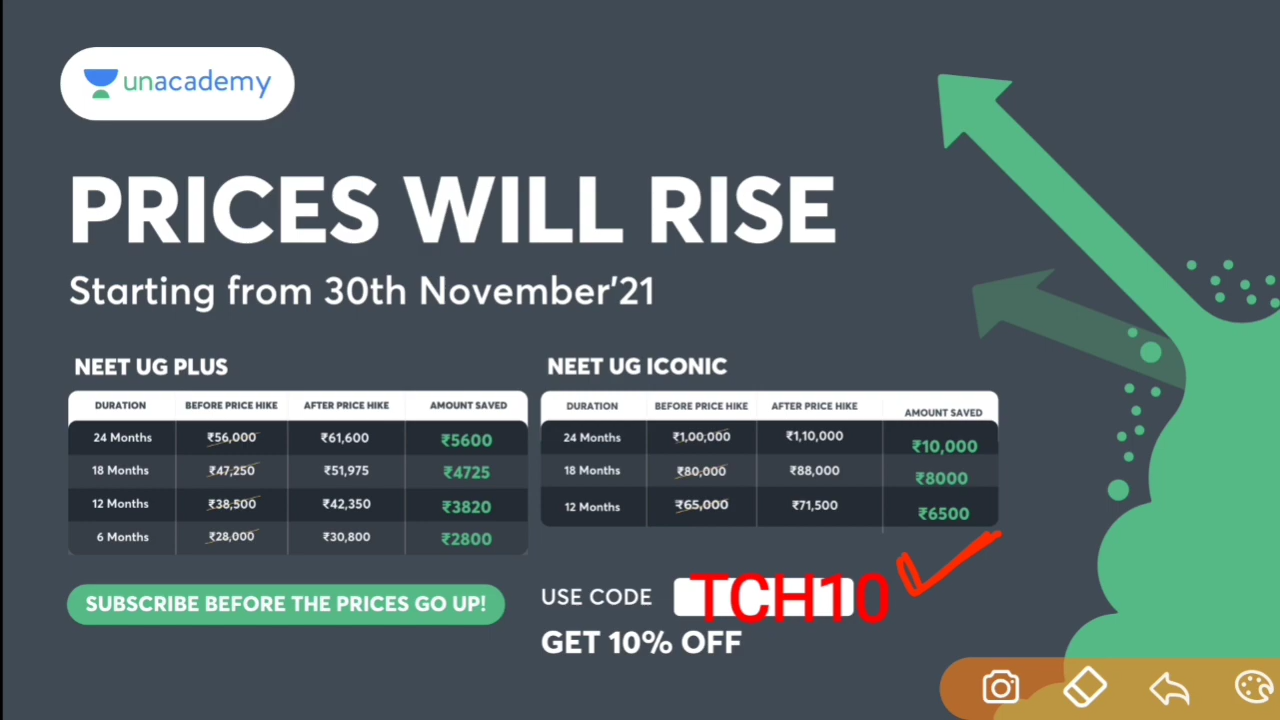 unacademy
PRICES WILL RISE
Starting from 30th November'21
NEET UG PLUS
DURATION BEFORE PRICE HIKE AFTER PRICE HIKE AMOUNT SAVED
24 Months ₹56,000 ₹61,600 ₹5600
18 Months ₹47,250 ₹51,975 ₹4725
12 Months ₹38,500 ₹42,350 ₹3820
6 Months ₹28,000 ₹30,800 ₹2800
SUBSCRIBE BEFORE THE PRICES GO UP!
NEET UG ICONIC
DURATION BEFORE PRICE HIKE AFTER PRICE HIKE AMOUNT SAVED
24 Months ₹1,00,000 ₹1,10,000 ₹10,000
18 Months ₹80,000 ₹88,000 ₹8000
12 Months ₹65,000 ₹71,500 ₹6500
USE CODE TCH10
GET 10% OFF